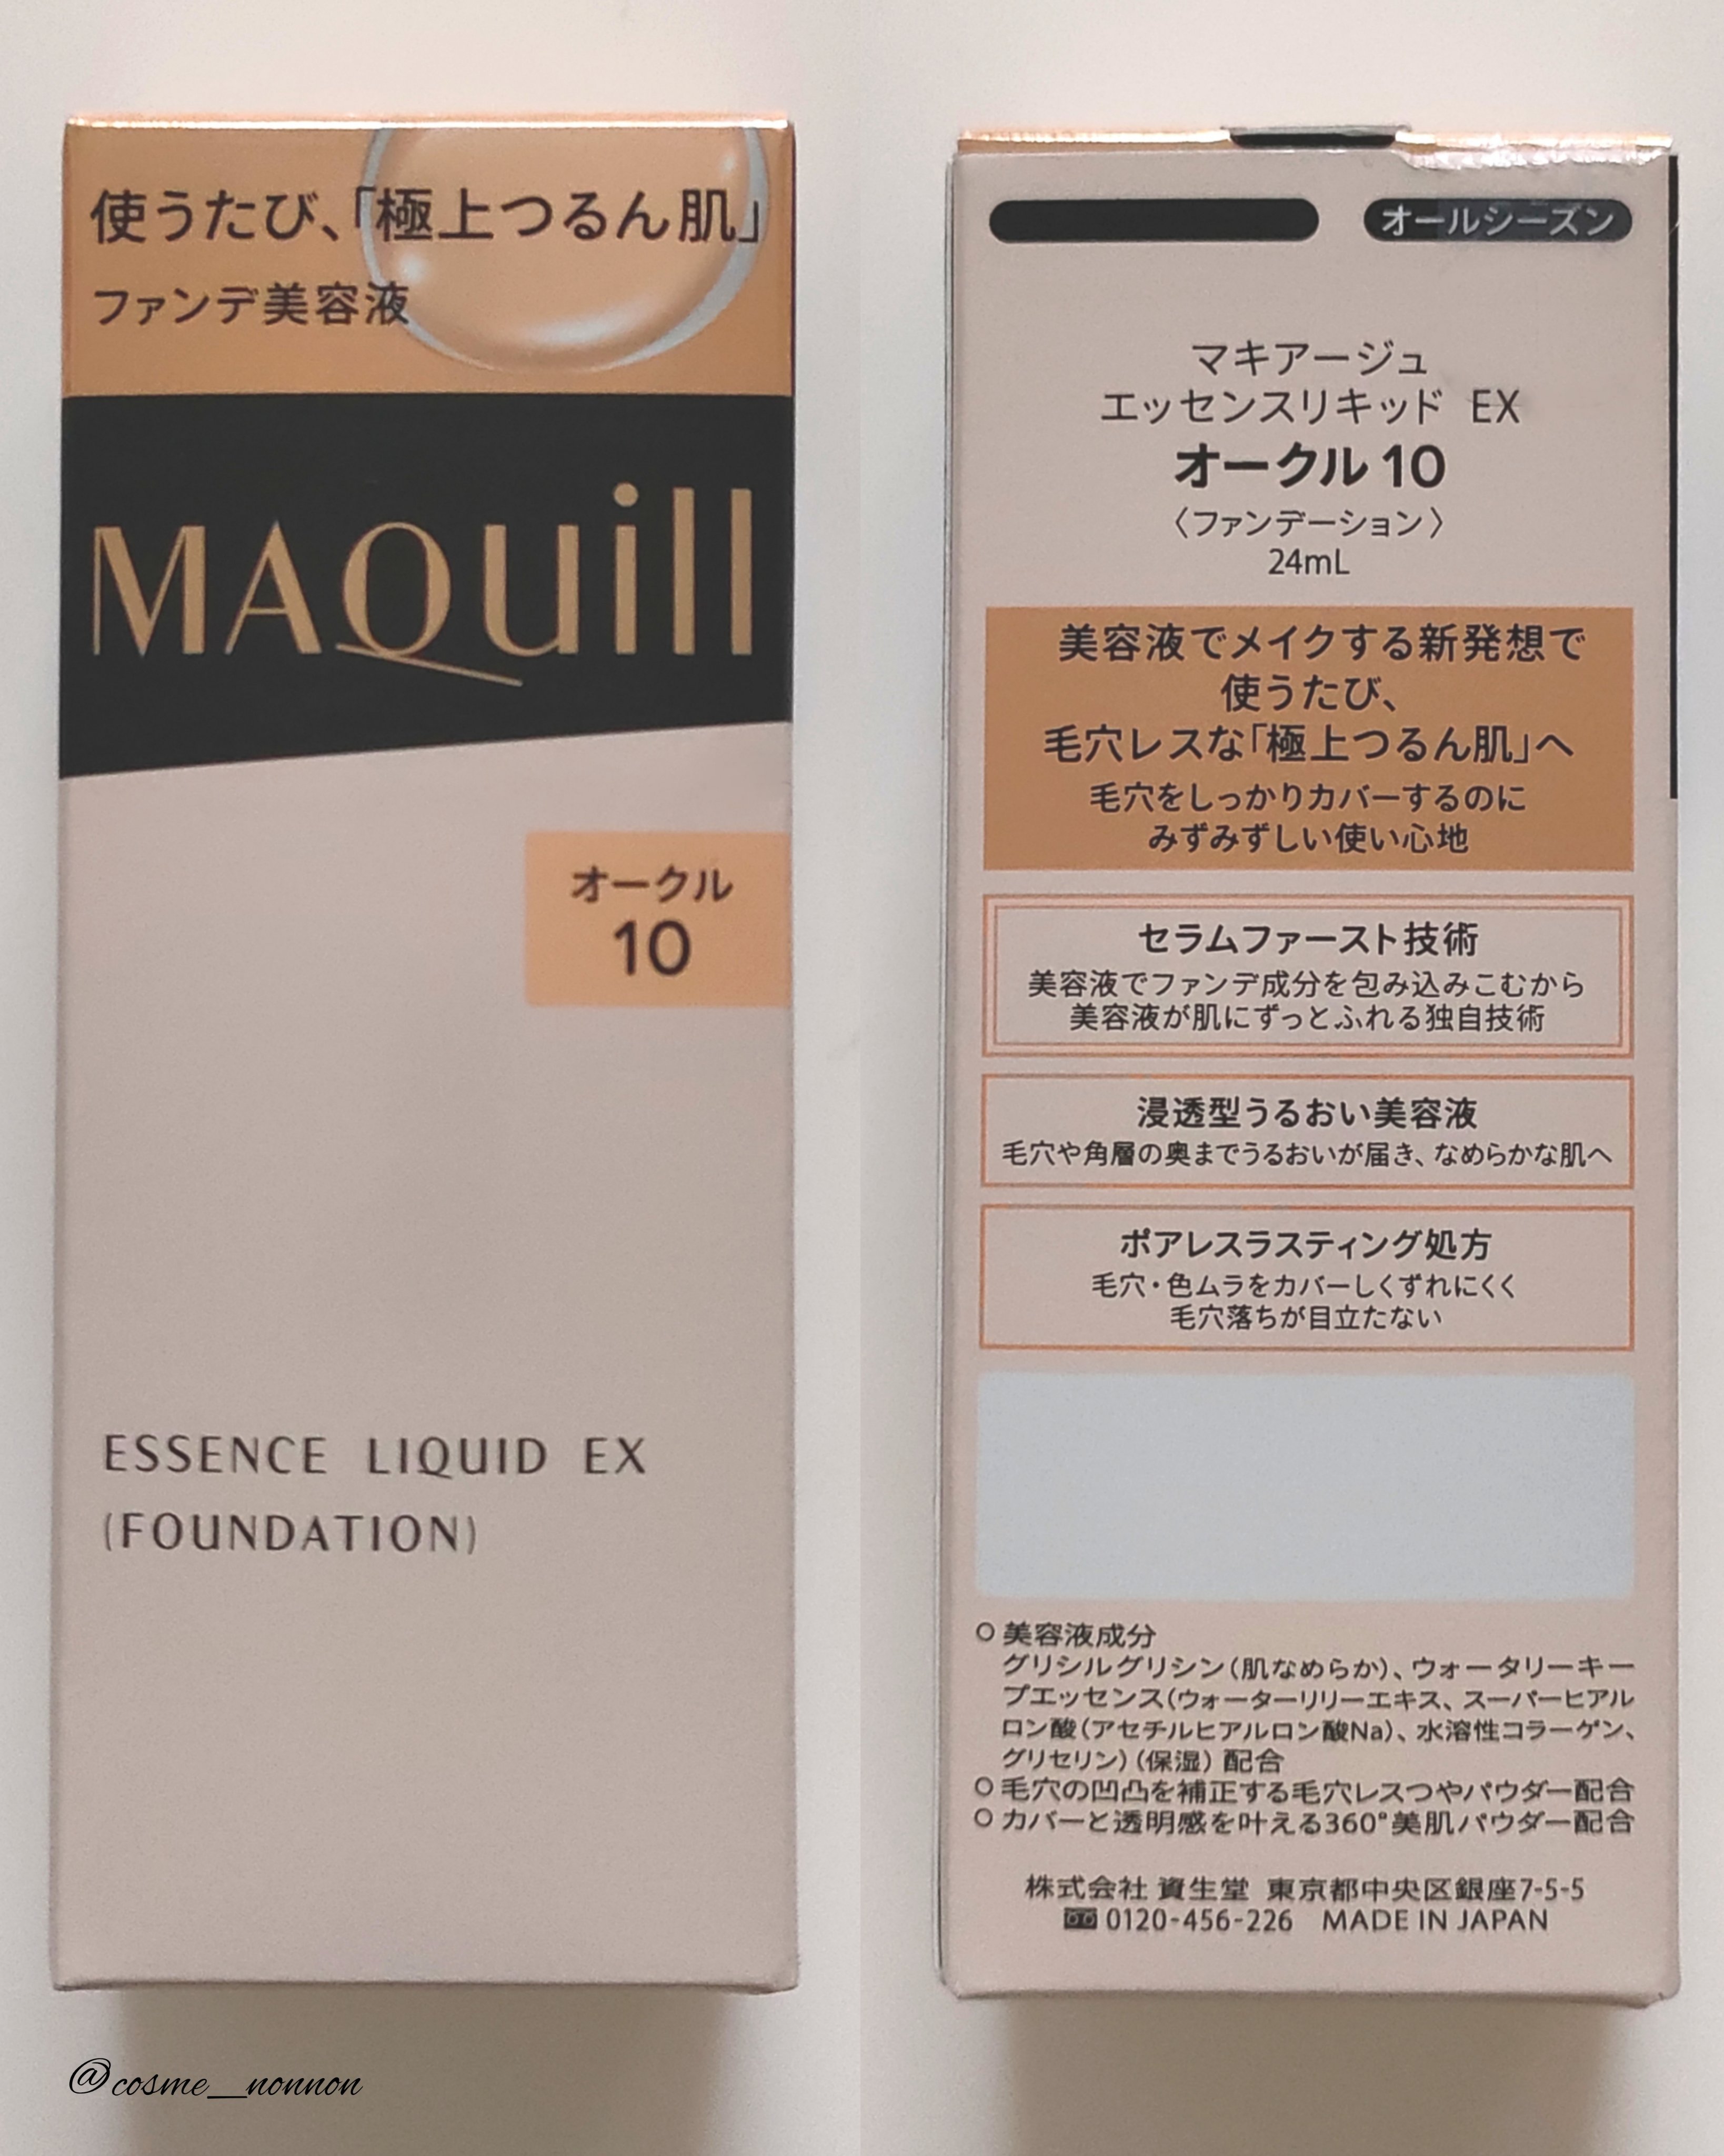 使うたび、「極上つるん肌」
ファンデ美容液
MAQuill
オークル
10
ESSENCE LIQUID EX
(FOUNDATION)
@cosme__nonnon
オールシーズン
マキアージュ
エッセンスリキッド EX
オークル 10
〈ファンデーション〉
24mL
美容液でメイクする新発想で
使うたび、
毛穴レスな「極上つるん肌」へ
毛穴をしっかりカバーするのに
みずみずしい使い心地
セラムファースト技術
美容液でファンデ成分を包み込みこむから
美容液が肌にずっとふれる独自技術
浸透型うるおい美容液
毛穴や角層の奥までうるおいが届き、なめらかな肌へ
ポアレスラスティング処方
毛穴・色ムラをカバーしくずれにくく
毛穴落ちが目立たない
○ 美容液成分
グリシルグリシン(肌なめらか)、ウォータリーキー
プエッセンス(ウォーターリリーエキス、スーパーヒアル
ロン酸(アセチルヒアルロン酸Na)、水溶性コラーゲン、
グリセリン)(保湿) 配合
○ 毛穴の凹凸を補正する毛穴レスつやパウダー配合
○ カバーと透明感を叶える360°美肌パウダー配合
株式会社 資生堂 東京都中央区銀座7-5-5
0120-456-226 MADE IN JAPAN